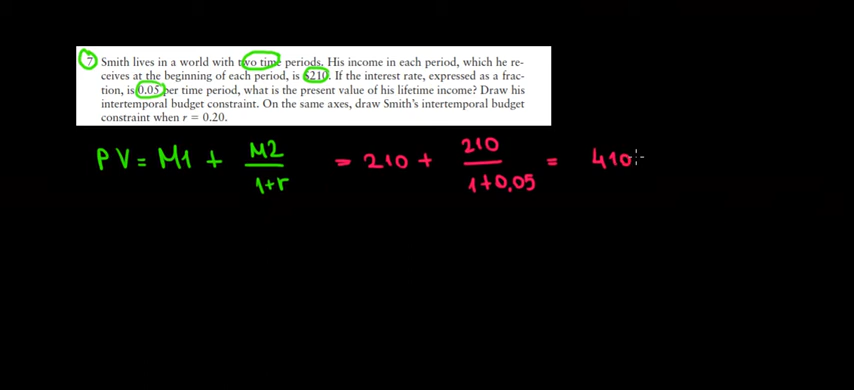 7 Smith lives in a world with two time periods. His income in each period, which he re-
ceives at the beginning of each period, is $210. If the interest rate, expressed as a frac-
tion, is 0.05 per time period, what is the present value of his lifetime income? Draw his
intertemporal budget constraint. On the same axes, draw Smith's intertemporal budget
constraint when r = 0.20.
PV = M1 + M2 / 1+r = 210 + 210 / 1+0,05 = 410